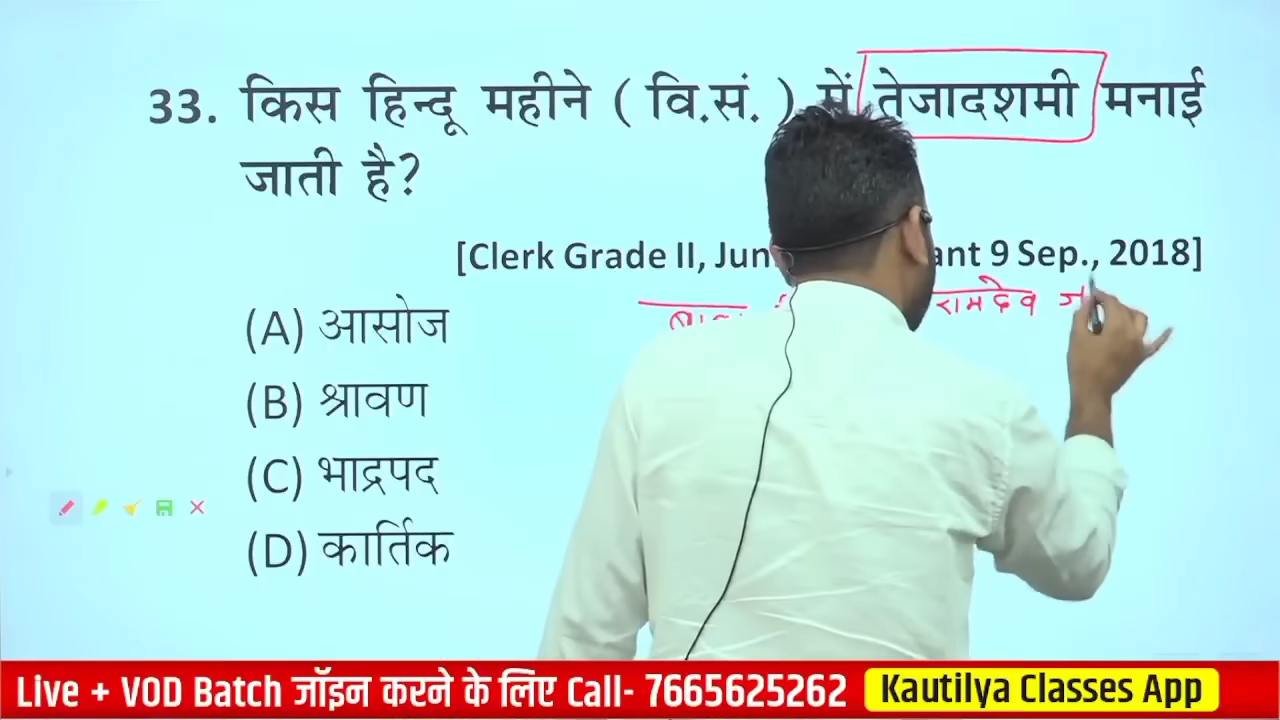 33. किस हिन्दू महीने ( वि.सं. ) में तेजादशमी मनाई
जाती है?
[Clerk Grade II, Jun ant 9 Sep., 2018]
रामदेव
(A) आसोज
(B) श्रावण
(C) भाद्रपद
(D) कार्तिक
Live + VOD Batch जॉइन करने के लिए Call- 7665625262 Kautilya Classes App